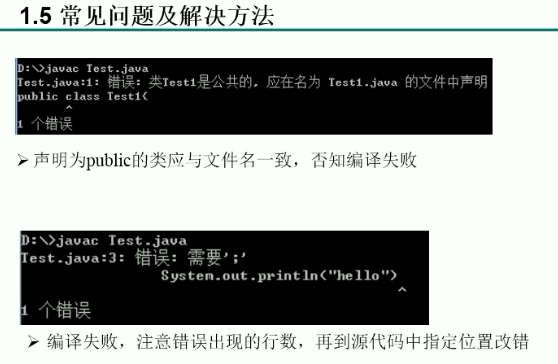 1.5 常见问题及解决方法
D:\>javac Test.java
Test.java:1: 错误: 类Test1是公共的, 应在名为 Test1.java 的文件中声明
public class Test1{
^
1 个错误
➢ 声明为public的类应与文件名一致，否知编译失败
D:\>javac Test.java
Test.java:3: 错误: 需要';'
System.out.println("hello")
^
1 个错误
➢ 编译失败，注意错误出现的行数，再到源代码中指定位置改错